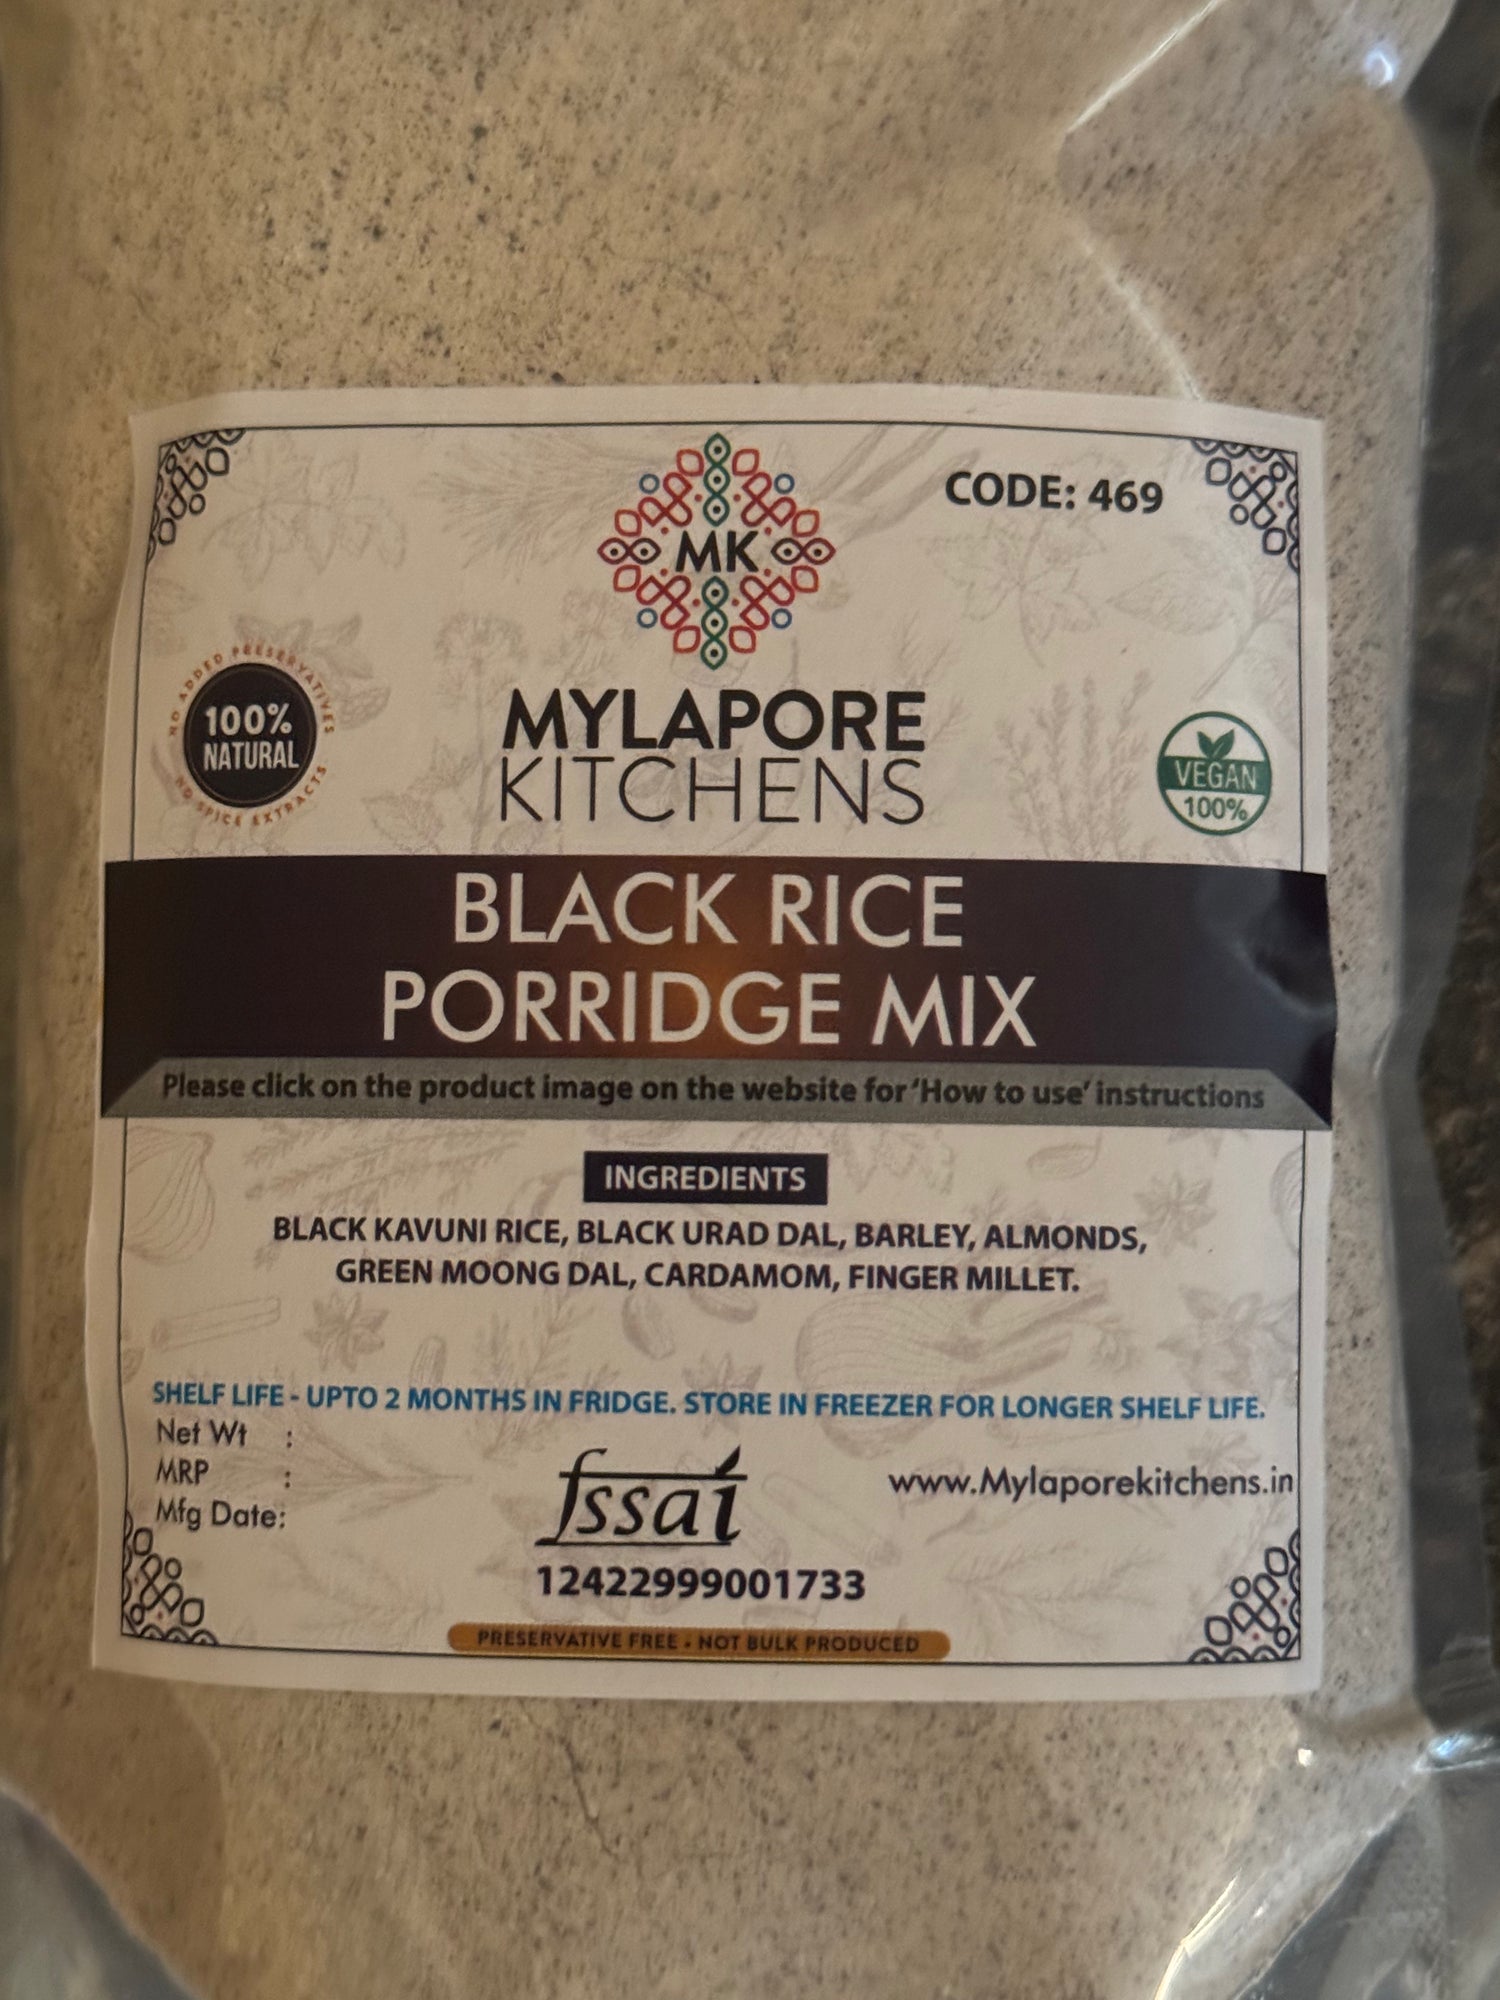 CODE: 469
MK
NO ADDED PRESERVATIVES
100%
NATURAL
NO SPICE EXTRACTS
MYLAPORE
KITCHENS
VEGAN
100%
BLACK RICE
PORRIDGE MIX
Please click on the product image on the website for 'How to use' instructions
INGREDIENTS
BLACK KAVUNI RICE, BLACK URAD DAL, BARLEY, ALMONDS,
GREEN MOONG DAL, CARDAMOM, FINGER MILLET.
SHELF LIFE - UPTO 2 MONTHS IN FRIDGE. STORE IN FREEZER FOR LONGER SHELF LIFE.
Net Wt :
MRP :
Mfg Date:
fssai
12422999001733
www.Mylaporekitchens.in
PRESERVATIVE FREE • NOT BULK PRODUCED